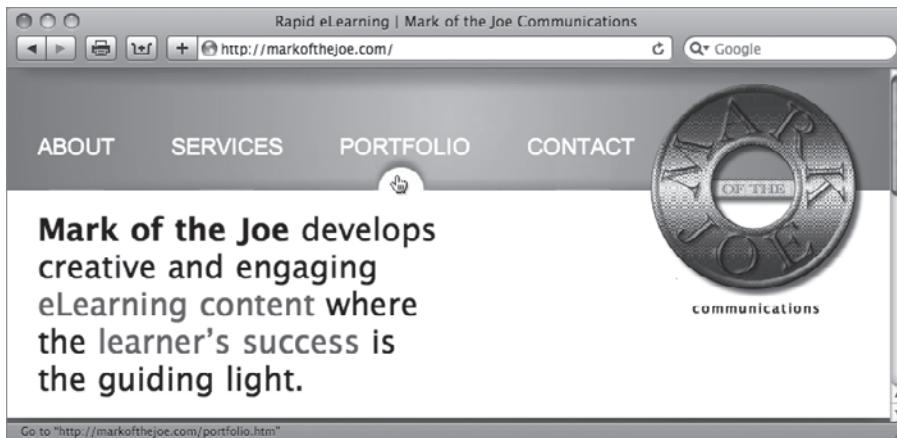 Rapid eLearning | Mark of the Joe Communications
http://markofthejoe.com/
Google
ABOUT SERVICES PORTFOLIO CONTACT
MARK
OF THE
JOE
communications
Mark of the Joe develops
creative and engaging
eLearning content where
the learner's success is
the guiding light.
Go to "http://markofthejoe.com/portfolio.htm"